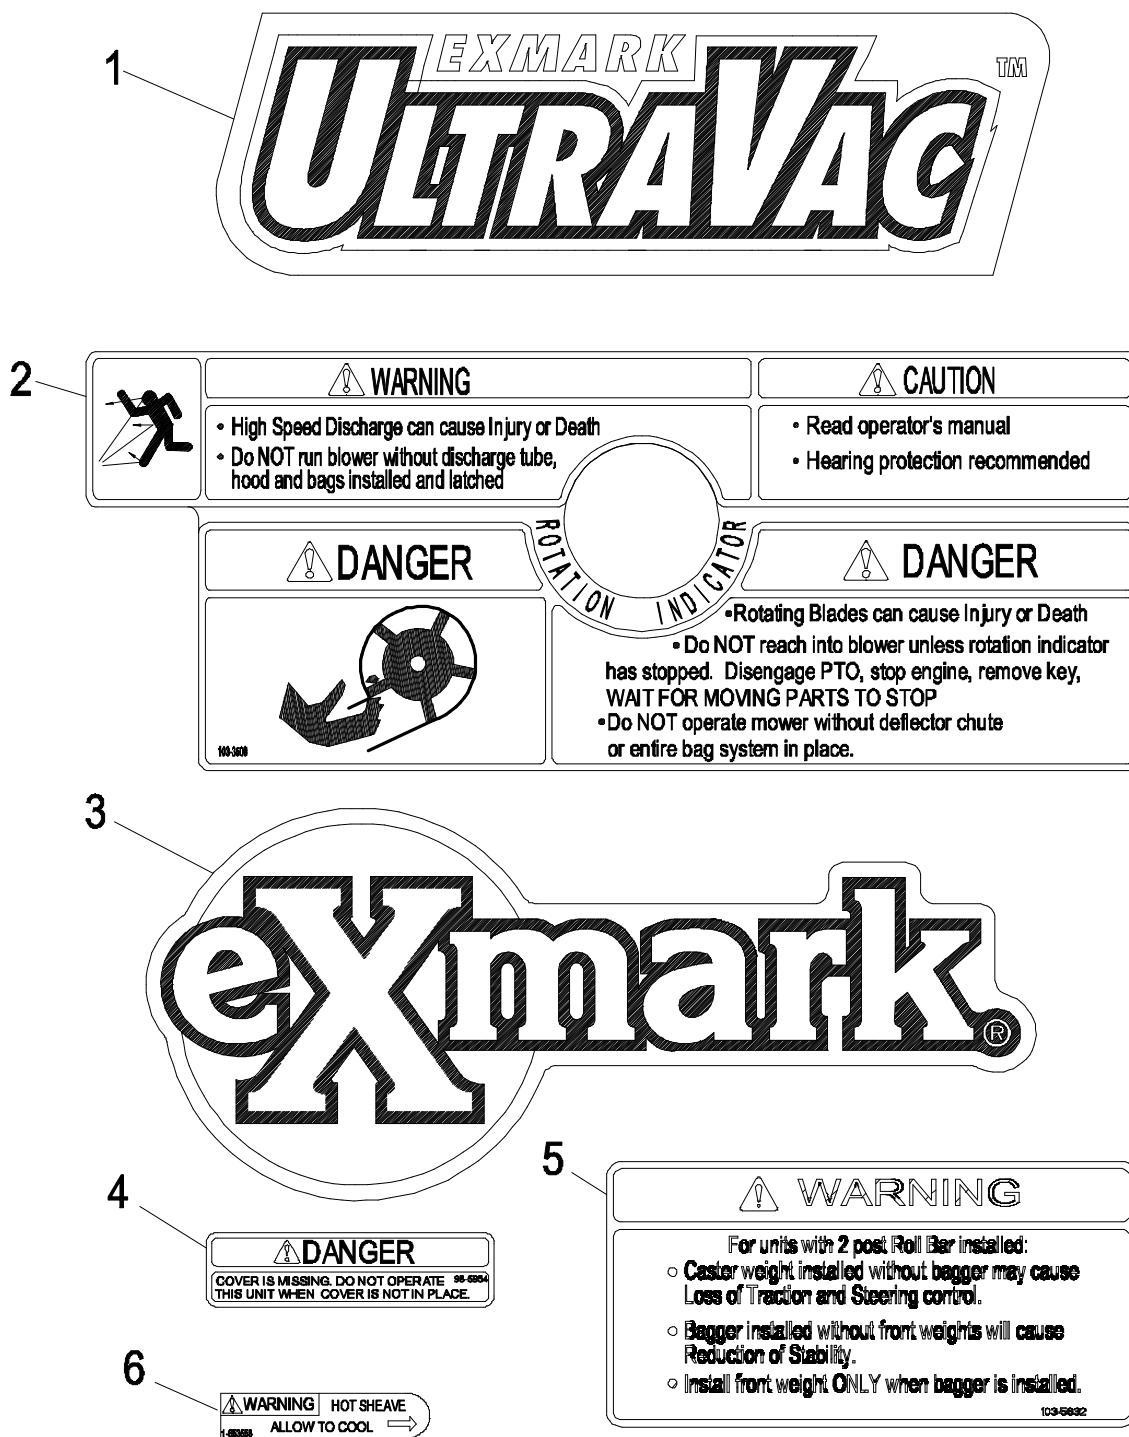 1
EXMARK
ULTRAVAC
TM
2
WARNING
• High Speed Discharge can cause Injury or Death
• Do NOT run blower without discharge tube,
hood and bags installed and latched
CAUTION
• Read operator's manual
• Hearing protection recommended
ROTATION INDICATOR
DANGER
103-3608
DANGER
•Rotating Blades can cause Injury or Death
• Do NOT reach into blower unless rotation indicator
has stopped. Disengage PTO, stop engine, remove key,
WAIT FOR MOVING PARTS TO STOP
•Do NOT operate mower without deflector chute
or entire bag system in place.
3
eXmark
®
4
DANGER
COVER IS MISSING. DO NOT OPERATE 98-5954
THIS UNIT WHEN COVER IS NOT IN PLACE.
5
WARNING
For units with 2 post Roll Bar installed:
○ Caster weight installed without bagger may cause
Loss of Traction and Steering control.
○ Bagger installed without front weights will cause
Reduction of Stability.
○ Install front weight ONLY when bagger is installed.
103-5632
6
WARNING HOT SHEAVE
ALLOW TO COOL